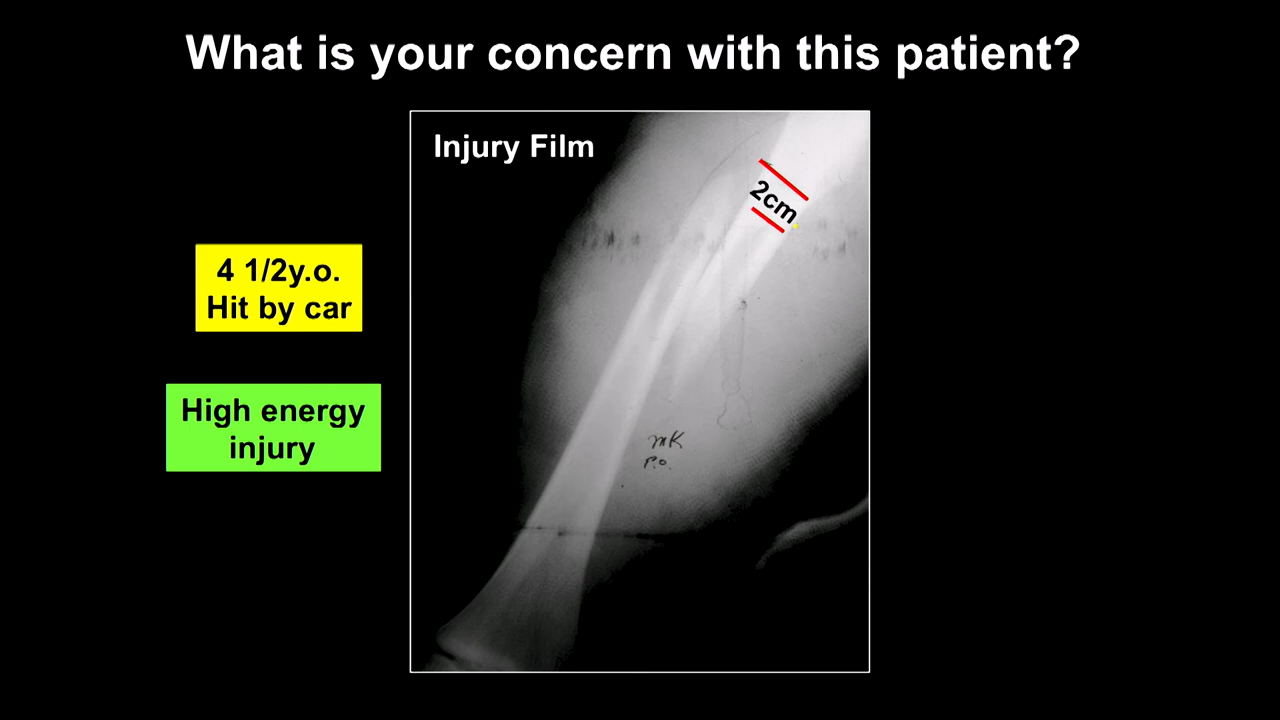 What is your concern with this patient?
Injury Film
2cm
4 1/2y.o.
Hit by car
High energy
injury
mK
P.O.